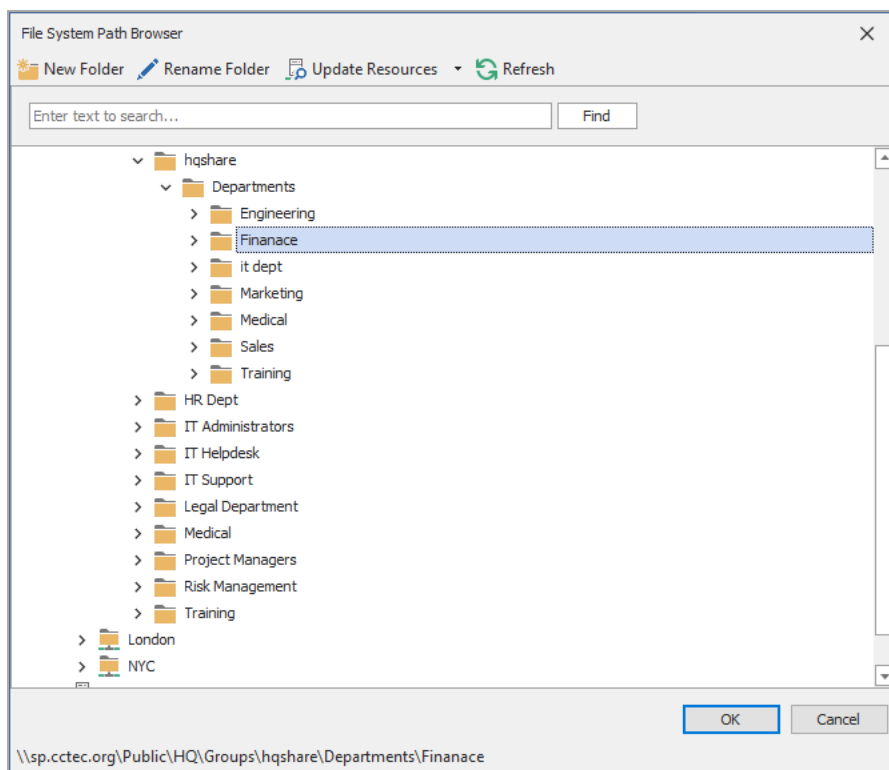 File System Path Browser
New Folder Rename Folder Update Resources Refresh
Enter text to search... Find
hqshare
Departments
Engineering
Finanace
it dept
Marketing
Medical
Sales
Training
HR Dept
IT Administrators
IT Helpdesk
IT Support
Legal Department
Medical
Project Managers
Risk Management
Training
London
NYC
OK Cancel
\\sp.cctec.org\Public\HQ\Groups\hqshare\Departments\Finanace